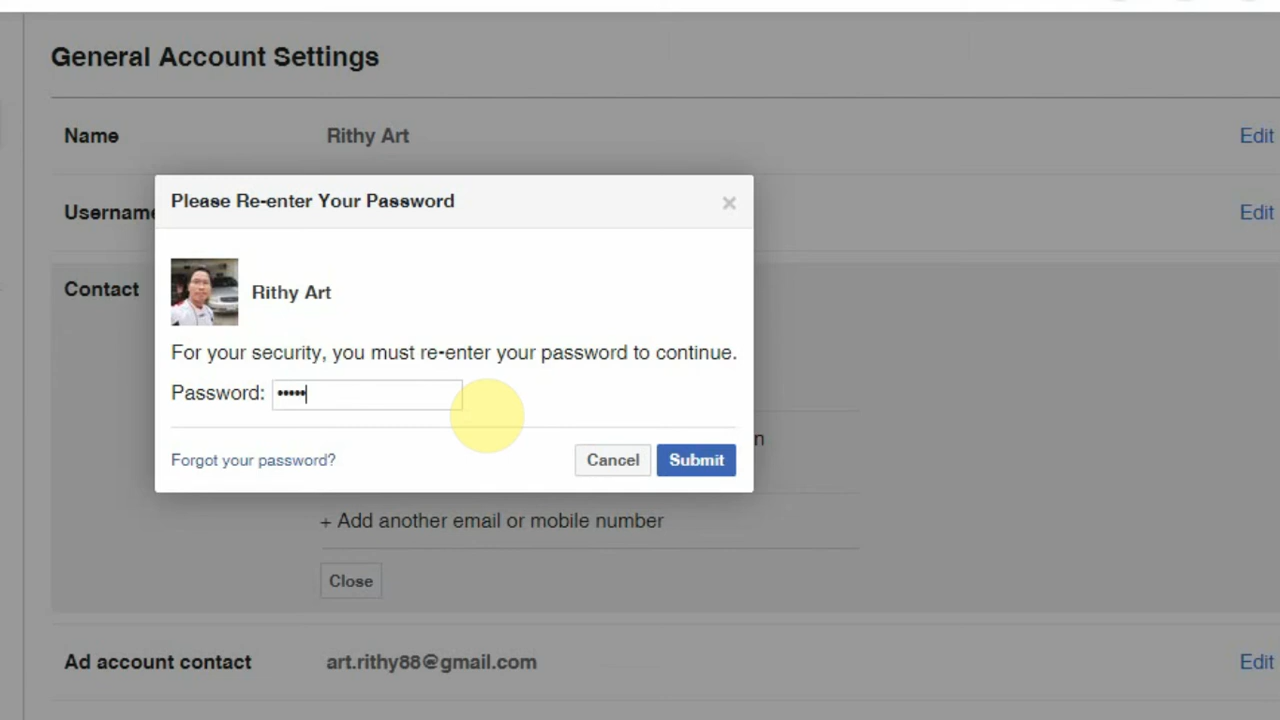 General Account Settings
Name Rithy Art Edit
Please Re-enter Your Password ×
Username Edit
Contact
Rithy Art
For your security, you must re-enter your password to continue.
Password: •••••
Forgot your password? Cancel Submit
+ Add another email or mobile number
Close
Ad account contact art.rithy88@gmail.com Edit